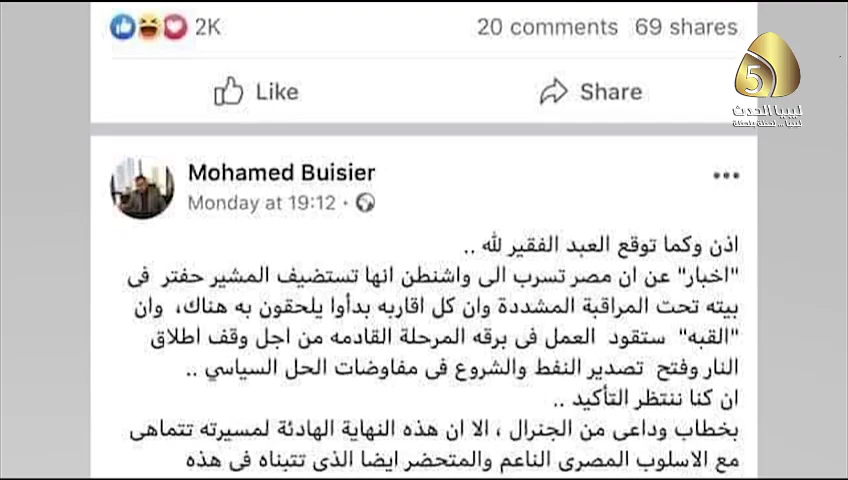 2K
20 comments 69 shares
Like
Share
5
ليبيا الحدث
ليبيا... لحظة بلحظة
Mohamed Buisier
Monday at 19:12 ·
اذن وكما توقع العبد الفقير لله ..
"اخبار" عن ان مصر تسرب الى واشنطن انها تستضيف المشير حفتر فى
بيته تحت المراقبة المشددة وان كل اقاربه بدأوا يلحقون به هناك، وان
"القبه" ستقود العمل فى برقه المرحلة القادمه من اجل وقف اطلاق
النار وفتح تصدير النفط والشروع فى مفاوضات الحل السياسي ..
ان كنا ننتظر التأكيد ..
بخطاب وداعى من الجنرال ، الا ان هذه النهاية الهادئة لمسيرته تتماهى
مع الاسلوب المصرى الناعم والمتحضر ايضا الذى تتبناه فى هذه